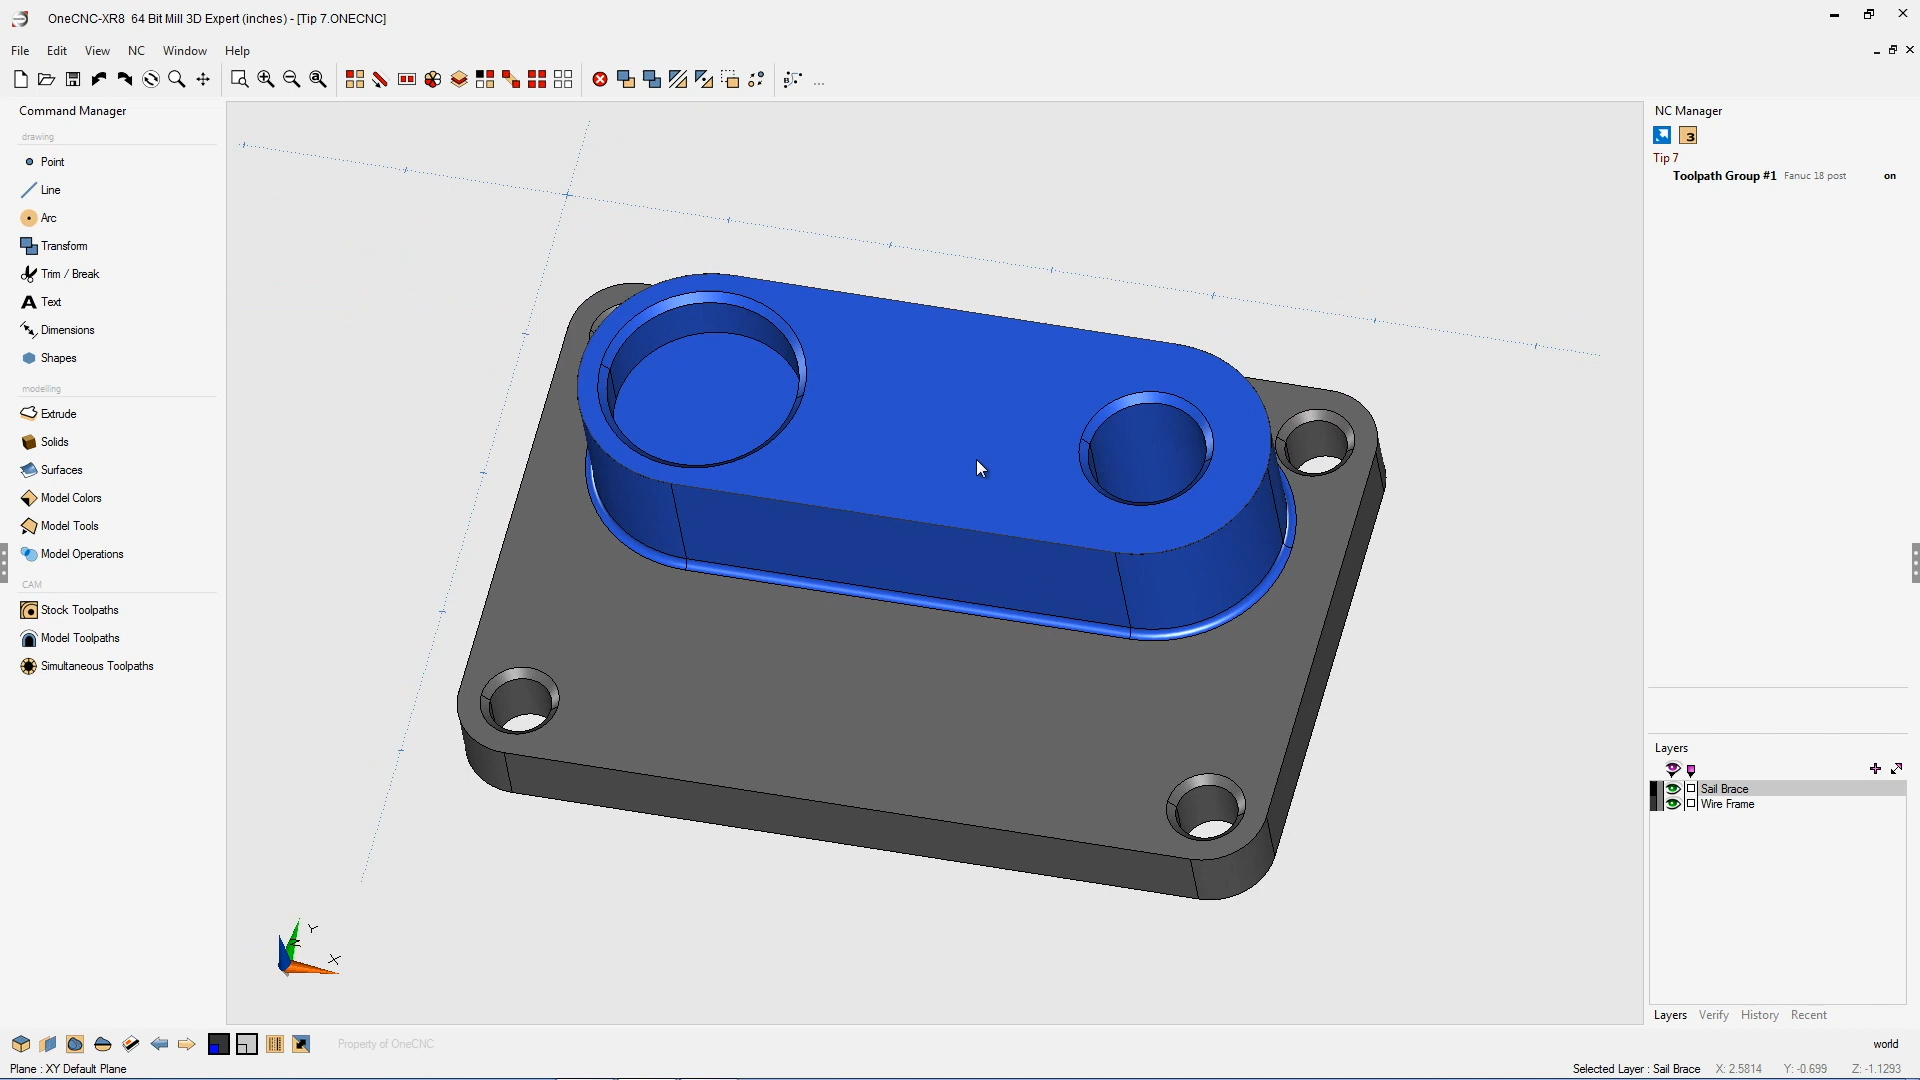 OneCNC-XR8 64 Bit Mill 3D Expert (inches) - [Tip 7.ONECNC]
File Edit View NC Window Help
Command Manager
drawing
Point
Line
Arc
Transform
Trim / Break
Text
Dimensions
Shapes
modelling
Extrude
Solids
Surfaces
Model Colors
Model Tools
Model Operations
CAM
Stock Toolpaths
Model Toolpaths
Simultaneous Toolpaths
Y
Z
X
NC Manager
3
Tip 7
Toolpath Group #1 Fanuc 18 post on
Layers
Sail Brace
Wire Frame
Layers Verify History Recent
Property of OneCNC
world
Plane : XY Default Plane
Selected Layer : Sail Brace X: 2.5814 Y: -0.699 Z: -1.1293